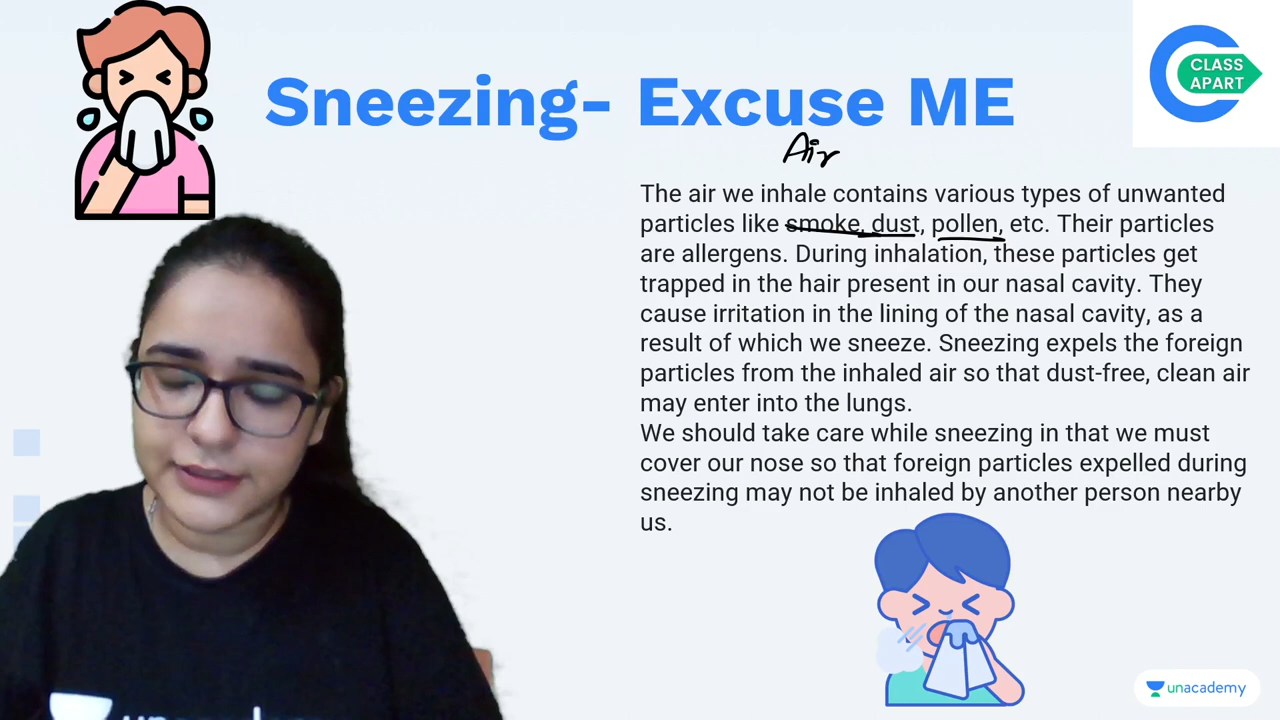 Sneezing- Excuse ME
CLASS
APART
Air
The air we inhale contains various types of unwanted
particles like smoke, dust, pollen, etc. Their particles
are allergens. During inhalation, these particles get
trapped in the hair present in our nasal cavity. They
cause irritation in the lining of the nasal cavity, as a
result of which we sneeze. Sneezing expels the foreign
particles from the inhaled air so that dust-free, clean air
may enter into the lungs.
We should take care while sneezing in that we must
cover our nose so that foreign particles expelled during
sneezing may not be inhaled by another person nearby
us.
unacademy